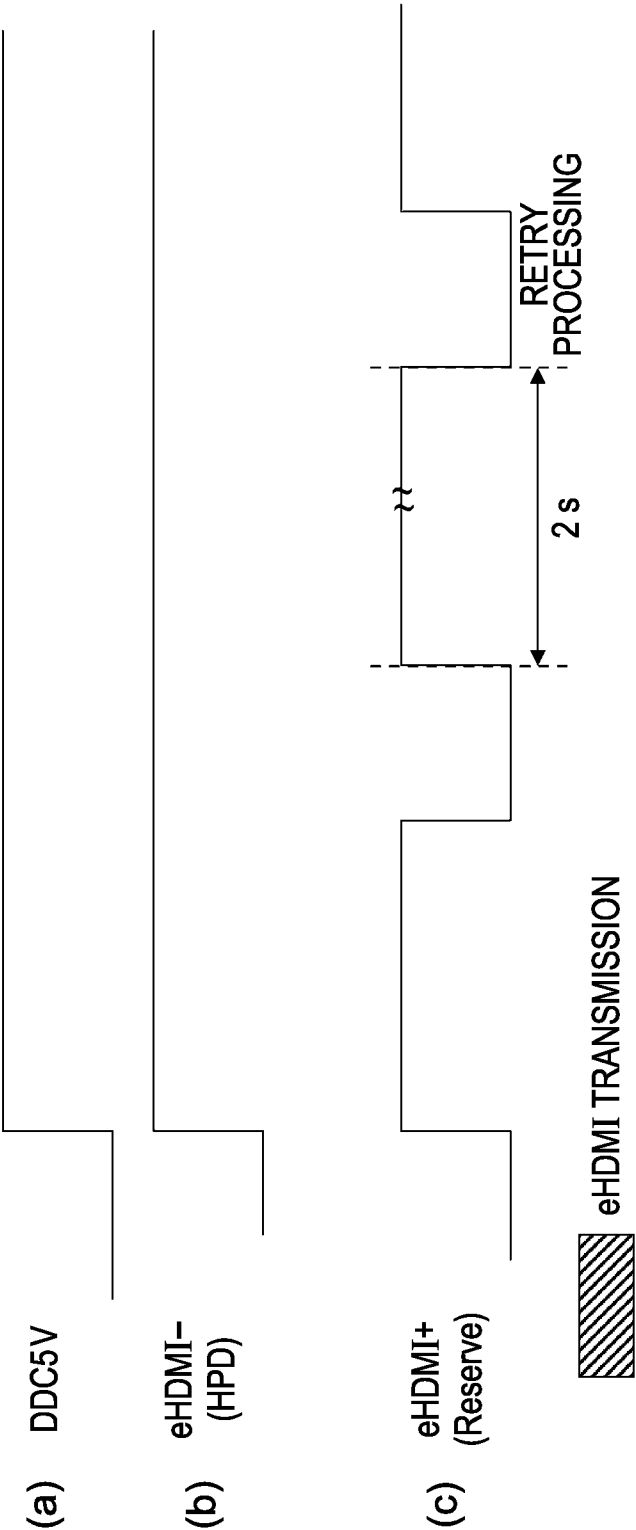 (a) DDC5V
(b) eHDMI−
(HPD)
(c) eHDMI+
(Reserve)
2 s
RETRY
PROCESSING
eHDMI TRANSMISSION